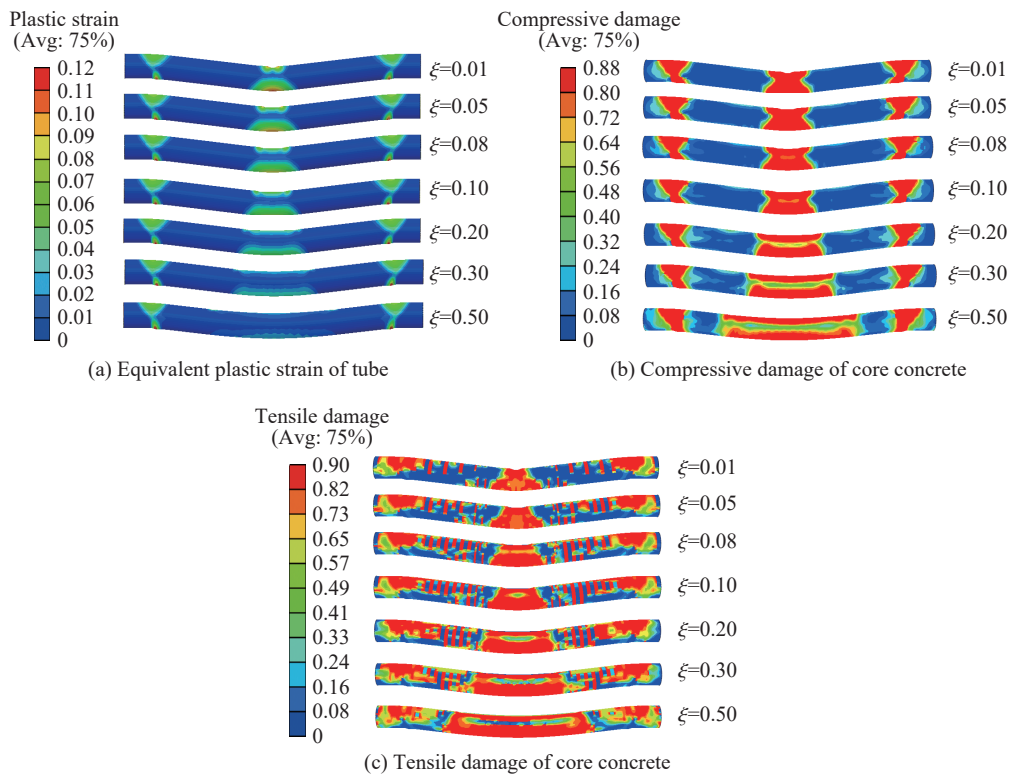 Plastic strain
(Avg: 75%)
0.12
0.11
0.10
0.09
0.08
0.07
0.06
0.05
0.04
0.03
0.02
0.01
0
ξ=0.01
ξ=0.05
ξ=0.08
ξ=0.10
ξ=0.20
ξ=0.30
ξ=0.50
(a) Equivalent plastic strain of tube
Compressive damage
(Avg: 75%)
0.88
0.80
0.72
0.64
0.56
0.48
0.40
0.32
0.24
0.16
0.08
0
ξ=0.01
ξ=0.05
ξ=0.08
ξ=0.10
ξ=0.20
ξ=0.30
ξ=0.50
(b) Compressive damage of core concrete
Tensile damage
(Avg: 75%)
0.90
0.82
0.73
0.65
0.57
0.49
0.41
0.33
0.24
0.16
0.08
0
ξ=0.01
ξ=0.05
ξ=0.08
ξ=0.10
ξ=0.20
ξ=0.30
ξ=0.50
(c) Tensile damage of core concrete